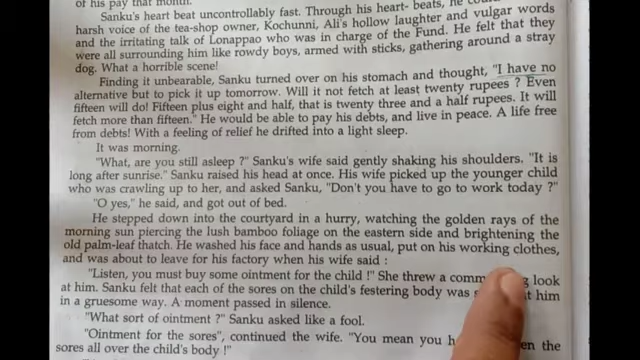 of his pay that month.
Sanku's heart beat uncontrollably fast. Through his heart- beats, he could
harsh voice of the tea-shop owner, Kochunni, Ali's hollow laughter and vulgar words
and the irritating talk of Lonappao who was in charge of the Fund. He felt that they
were all surrounding him like rowdy boys, armed with sticks, gathering around a stray
dog. What a horrible scene!
Finding it unbearable, Sanku turned over on his stomach and thought, "I have no
alternative but to pick it up tomorrow. Will it not fetch at least twenty rupees ? Even
fifteen will do! Fifteen plus eight and half, that is twenty three and a half rupees. It will
fetch more than fifteen." He would be able to pay his debts, and live in peace. A life free
from debts! With a feeling of relief he drifted into a light sleep.
It was morning.
"What, are you still asleep ?" Sanku's wife said gently shaking his shoulders. "It is
long after sunrise." Sanku raised his head at once. His wife picked up the younger child
who was crawling up to her, and asked Sanku, "Don't you have to go to work today ?"
"O yes," he said, and got out of bed.
He stepped down into the courtyard in a hurry, watching the golden rays of the
morning sun piercing the lush bamboo foliage on the eastern side and brightening the
old palm-leaf thatch. He washed his face and hands as usual, put on his working clothes,
and was about to leave for his factory when his wife said :
"Listen, you must buy some ointment for the child !" She threw a look
at him. Sanku felt that each of the sores on the child's festering body was him
in a gruesome way. A moment passed in silence.
"What sort of ointment ?" Sanku asked like a fool.
"Ointment for the sores", continued the wife. "You mean you the
sores all over the child's body !"